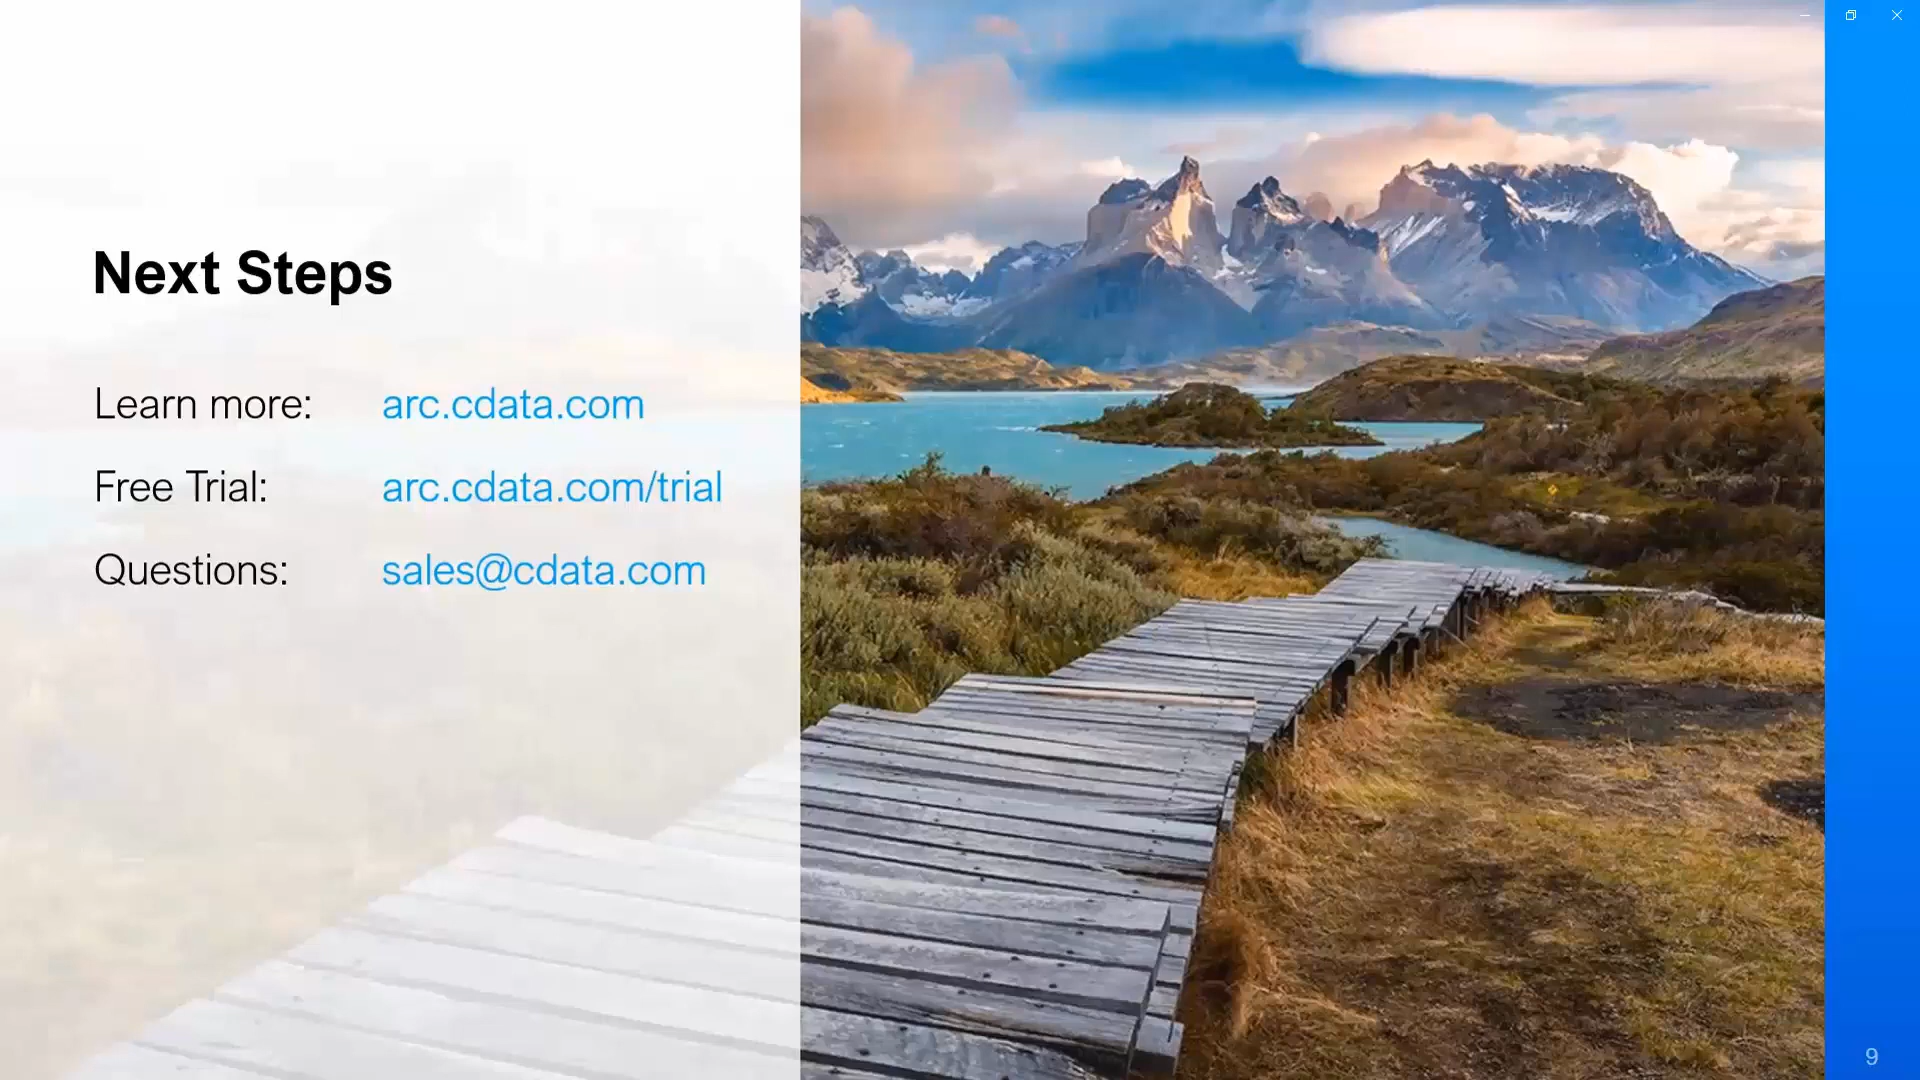 Next Steps
Learn more: arc.cdata.com
Free Trial: arc.cdata.com/trial
Questions: sales@cdata.com
9